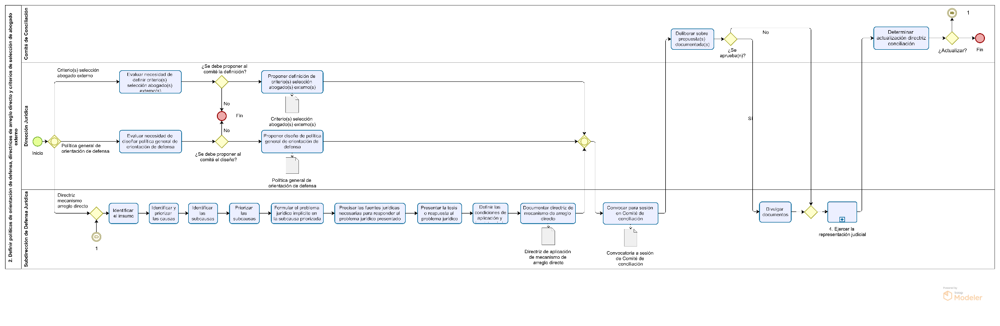 2. Definir políticas de orientación de defensa, directrices de arreglo directo y criterios de selección de abogado
externo
Comité de Conciliación
Deliberar sobre
propuesta(s)
documentada(s)
¿Se
aprueba(n)?
No
Determinar
actualización directriz
conciliación
¿Actualizar?
1
Fin
Dirección Jurídica
Inicio
Criterio(s) selección
abogado externo
Evaluar necesidad de
definir criterio(s)
selección abogado(s)
externo(s)
¿Se debe proponer al
comité la definición?
No
Fin
Proponer definición de
criterio(s) selección
abogado(s) externo(s)
Criterio(s) selección
abogado(s) externo(s)
Política general de
orientación de defensa
Evaluar necesidad de
diseñar política general de
orientación de defensa
No
¿Se debe proponer al
comité el diseño?
Proponer diseño de política
general de orientación de
defensa
Política general de
orientación de defensa
Sí
Subdirección de Defensa Jurídica
Directriz
mecanismo
arreglo directo
1
Identificar
el insumo
Identificar y
priorizar
las causas
Identificar
las
subcausas
Priorizar
las
subcausas
Formular el problema
jurídico implícito en
la subcausa priorizada
Precisar las fuentes jurídicas
necesarias para responder al
problema jurídico presentado
Presentar la tesis
o respuesta al
problema jurídico
Definir las
condiciones de
aplicación y
Documentar directriz de
mecanismo de arreglo
directo
Directriz de aplicación
de mecanismo de
arreglo directo
Convocar para sesión
en Comité de
conciliación
Convocatoria a sesión
de Comité de
conciliación
Divulgar
documentos
4. Ejercer la
representación judicial
Powered by
bizagi
Modeler